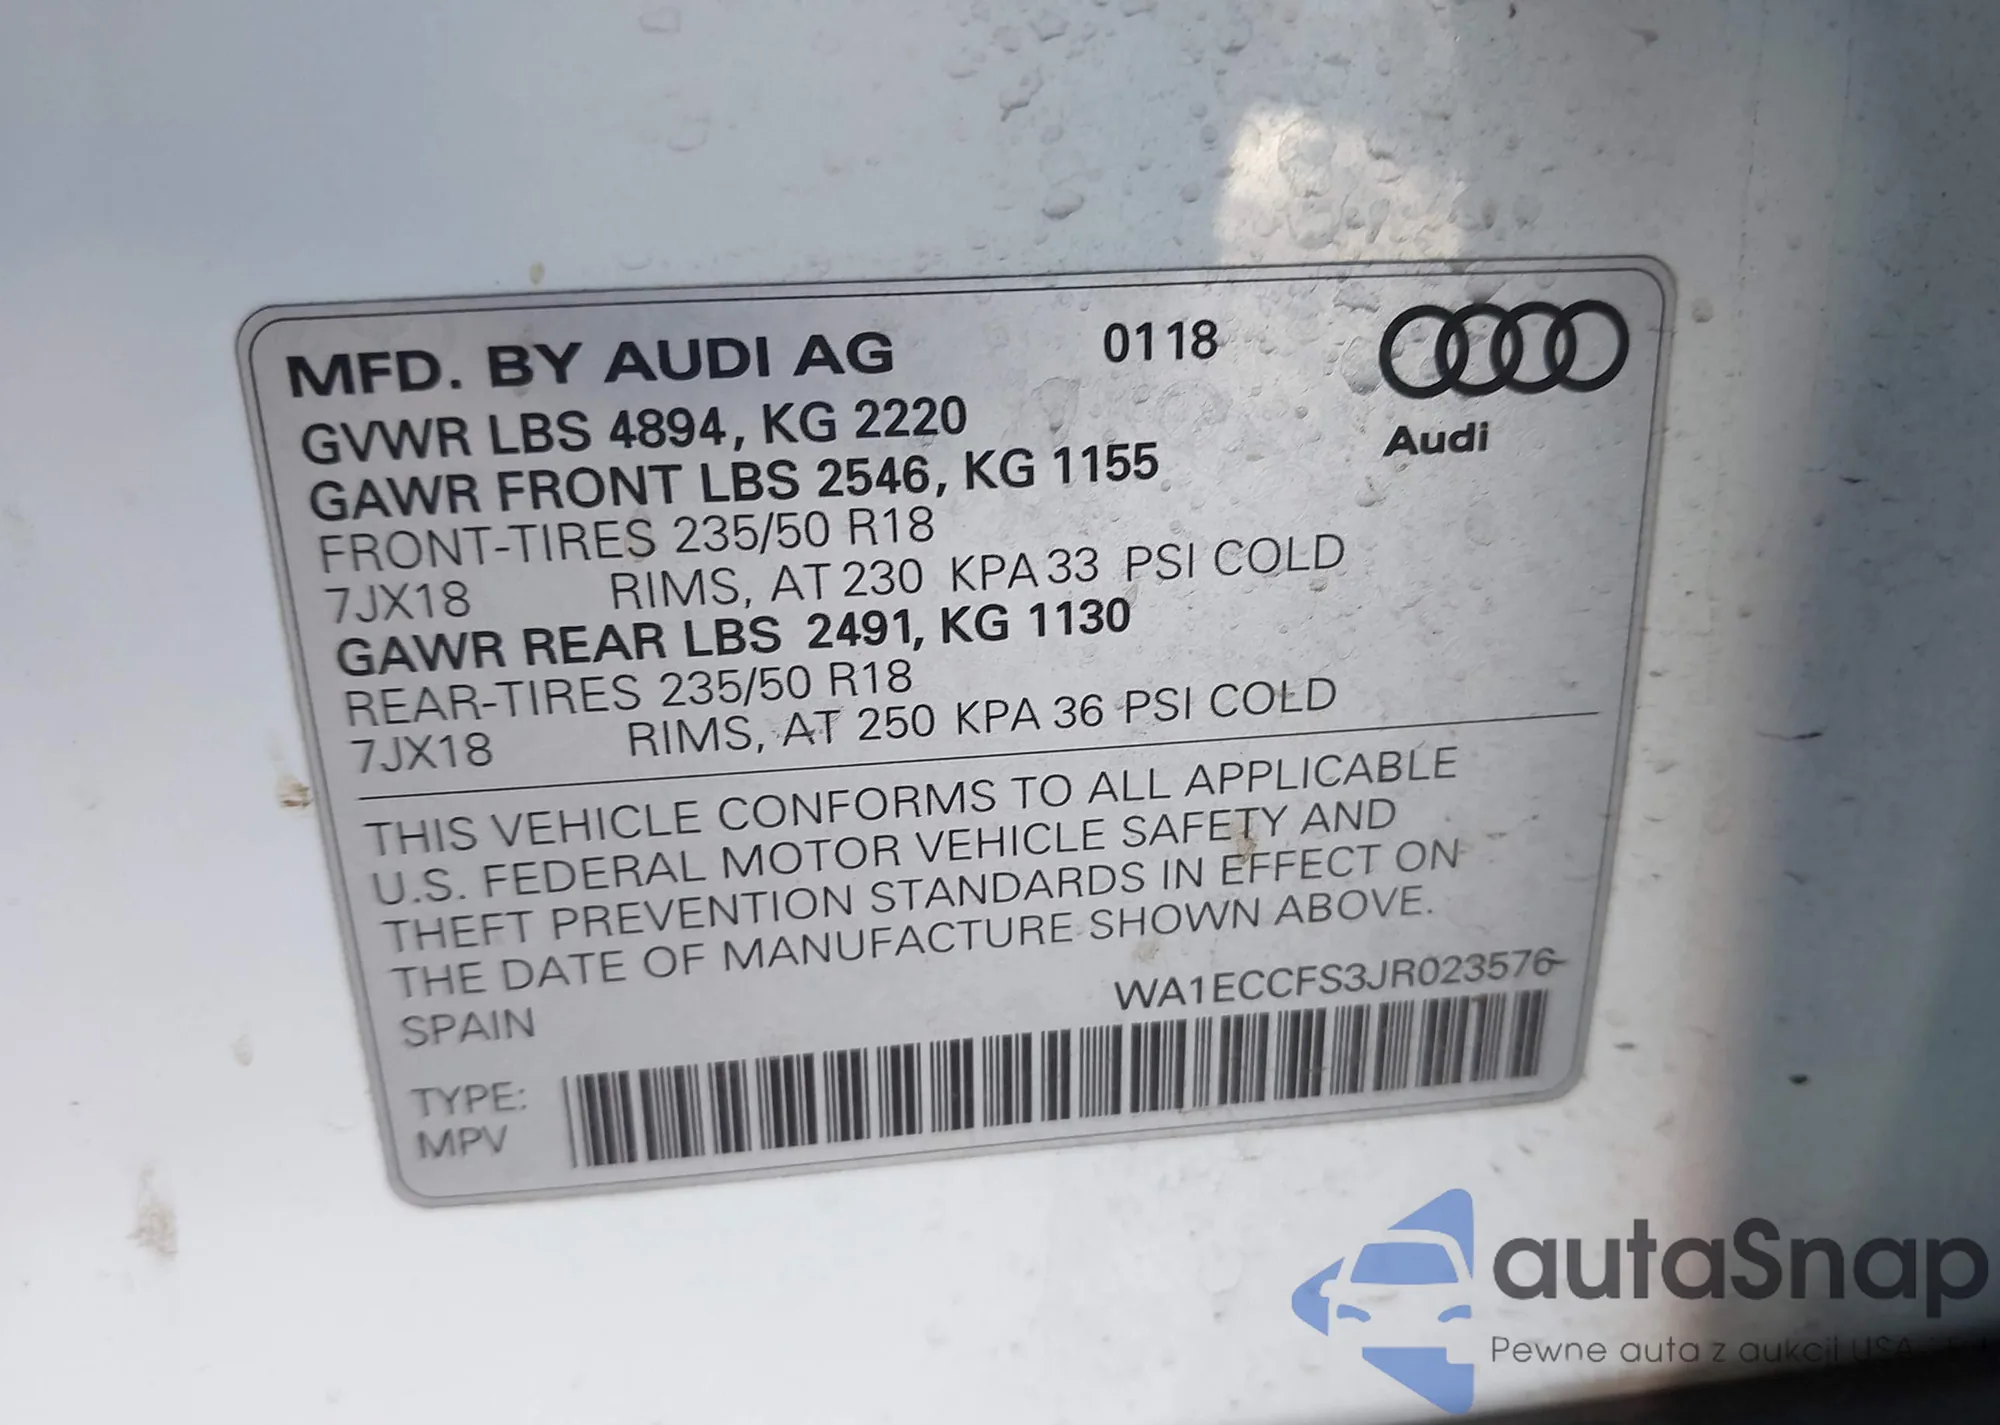 MFD. BY AUDI AG 0118
Audi
GVWR LBS 4894, KG 2220
GAWR FRONT LBS 2546, KG 1155
FRONT-TIRES 235/50 R18
7JX18 RIMS, AT 230 KPA 33 PSI COLD
GAWR REAR LBS 2491, KG 1130
REAR-TIRES 235/50 R18
7JX18 RIMS, AT 250 KPA 36 PSI COLD
THIS VEHICLE CONFORMS TO ALL APPLICABLE
U.S. FEDERAL MOTOR VEHICLE SAFETY AND
THEFT PREVENTION STANDARDS IN EFFECT ON
THE DATE OF MANUFACTURE SHOWN ABOVE.
SPAIN WA1ECCFS3JR023576
TYPE:
MPV
autaSnap
Pewne auta z aukcji USA